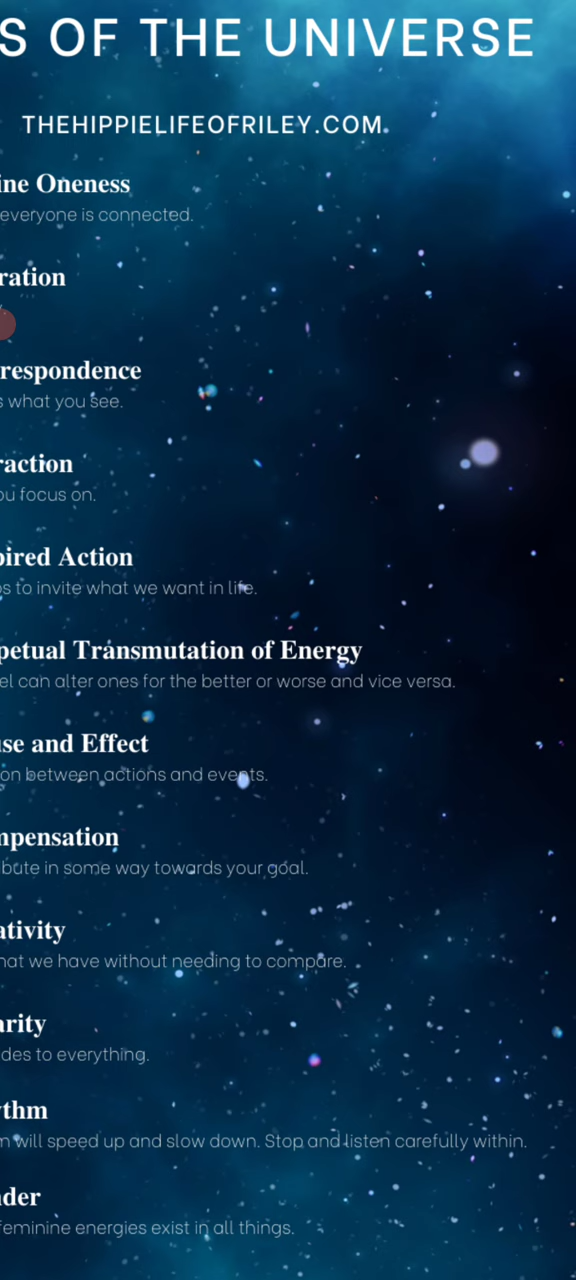 S OF THE UNIVERSE
THEHIPPIELIFEOFRILEY.COM
ine Oneness
everyone is connected.
ration
respondence
s what you see.
raction
ou focus on.
pired Action
ps to invite what we want in life.
petual Transmutation of Energy
el can alter ones for the better or worse and vice versa.
use and Effect
on between actions and events.
mpensation
bute in some way towards your goal.
ativity
hat we have without needing to compare.
arity
des to everything.
ythm
m will speed up and slow down. Stop and listen carefully within.
nder
feminine energies exist in all things.